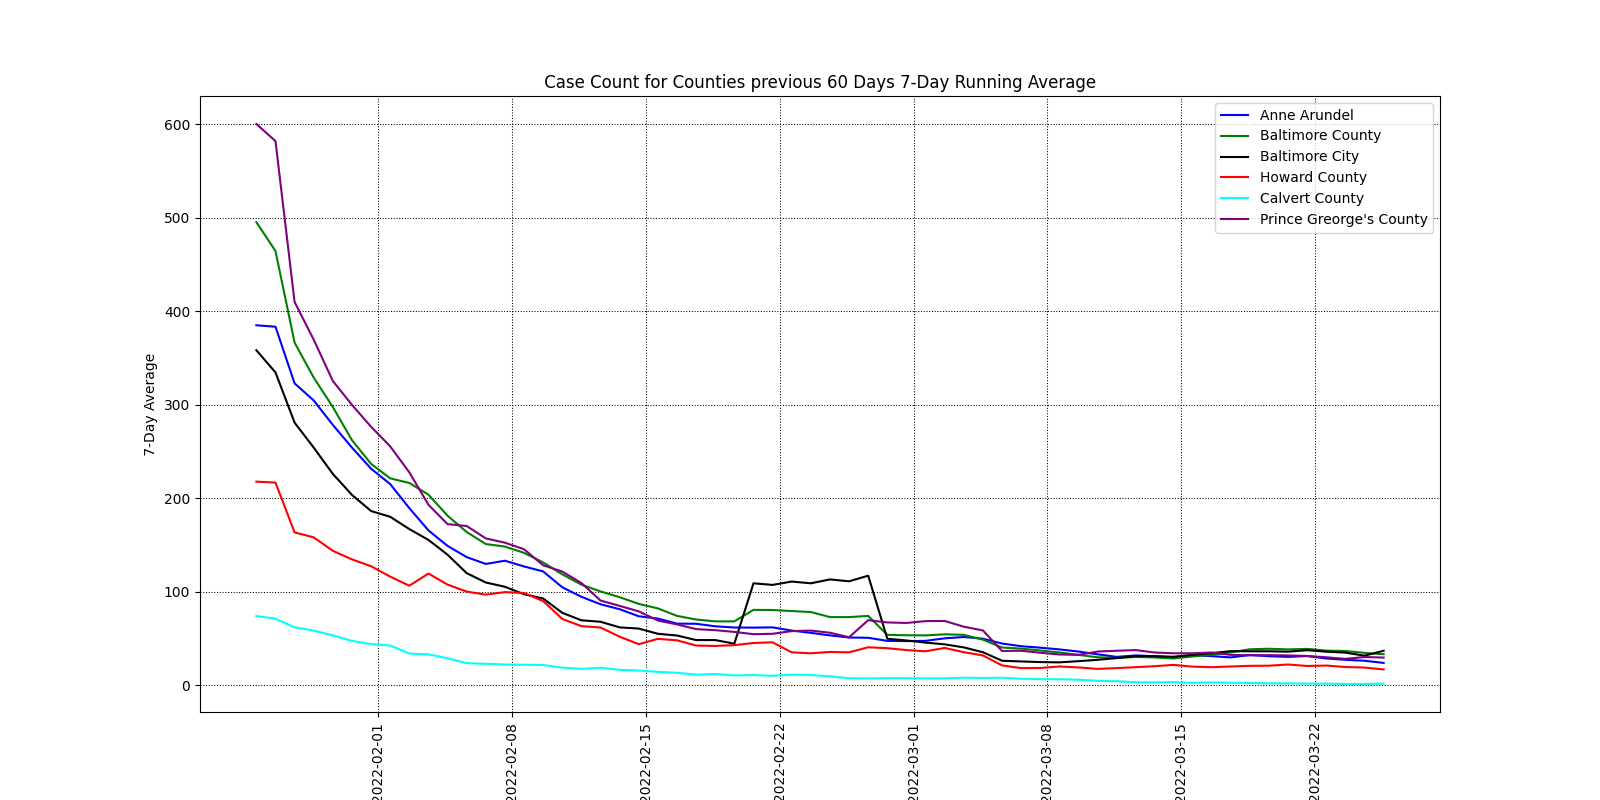 Case Count for Counties previous 60 Days 7-Day Running Average
Anne Arundel
Baltimore County
Baltimore City
Howard County
Calvert County
Prince Greorge's County
7-Day Average
600
500
400
300
200
100
0
2022-02-01
2022-02-08
2022-02-15
2022-02-22
2022-03-01
2022-03-08
2022-03-15
2022-03-22